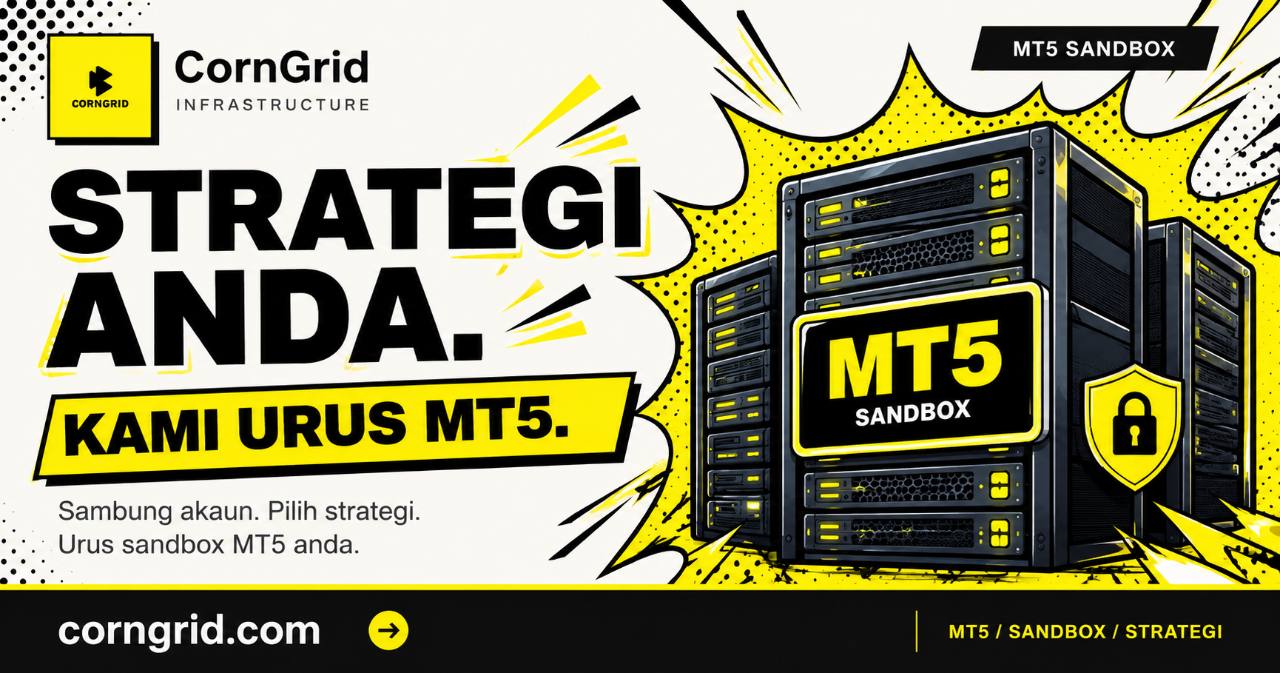 CORNGRID
CornGrid
INFRASTRUCTURE
MT5 SANDBOX
STRATEGI
ANDA.
KAMI URUS MT5.
Sambung akaun. Pilih strategi.
Urus sandbox MT5 anda.
MT5
SANDBOX
corngrid.com
MT5 / SANDBOX / STRATEGI